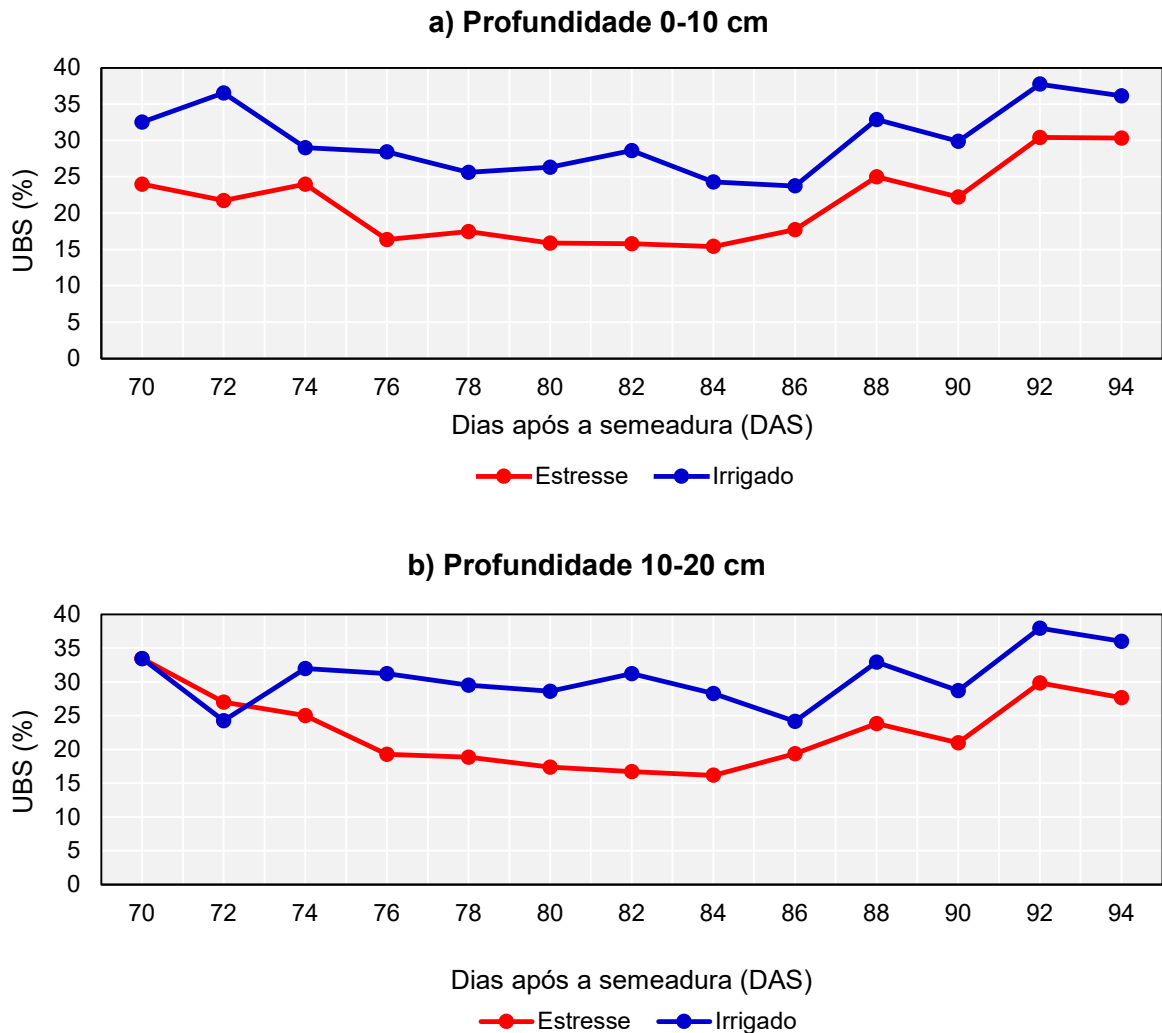 a) Profundidade 0-10 cm
40
35
30
25
20
15
10
5
0
UBS (%)
70 72 74 76 78 80 82 84 86 88 90 92 94
Dias após a semeadura (DAS)
Estresse Irrigado
b) Profundidade 10-20 cm
40
35
30
25
20
15
10
5
0
UBS (%)
70 72 74 76 78 80 82 84 86 88 90 92 94
Dias após a semeadura (DAS)
Estresse Irrigado